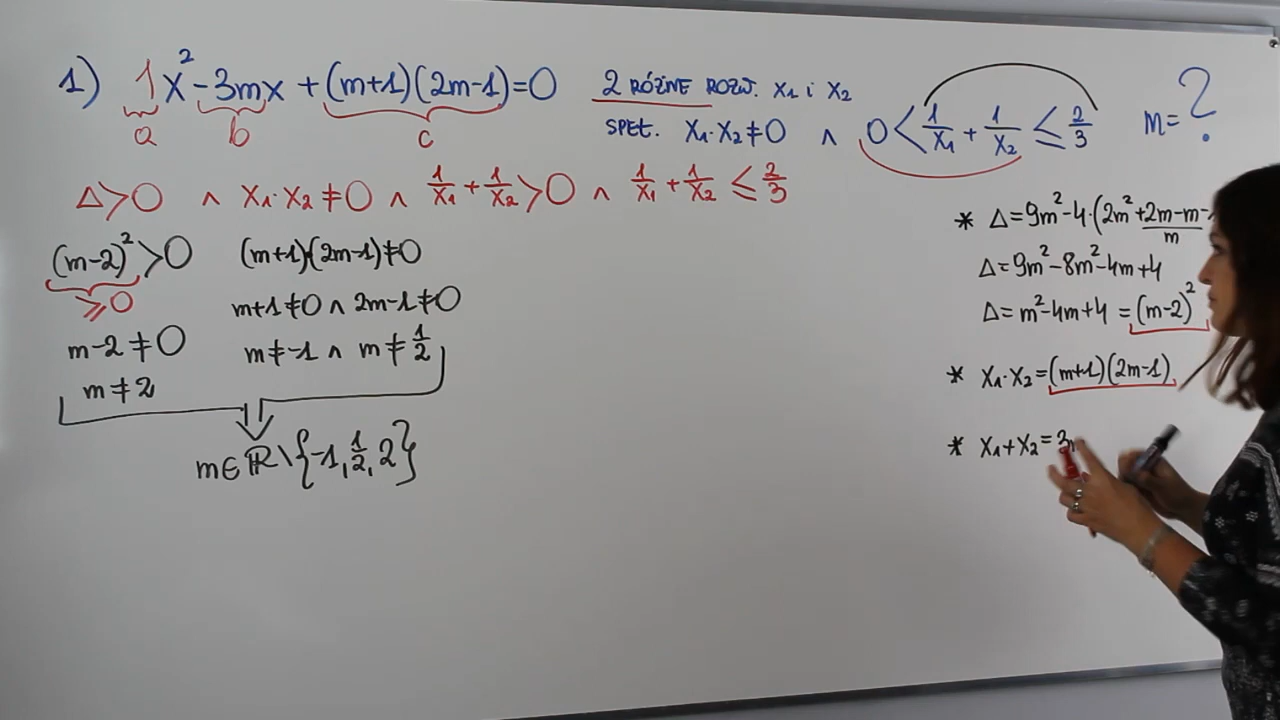 1) 1x² - 3mx + (m+1)(2m-1)=0
a b c
2 RÓŻNE ROZW. x₁ i x₂
SPEŁ. x₁·x₂≠0 ∧ 0 < 1/x₁ + 1/x₂ ≤ 2/3
m= ?
Δ>0 ∧ x₁·x₂≠0 ∧ 1/x₁ + 1/x₂ > 0 ∧ 1/x₁ + 1/x₂ ≤ 2/3
(m-2)²>0
≥0
m-2≠0
m≠2
(m+1)(2m-1)≠0
m+1≠0 ∧ 2m-1≠0
m≠-1 ∧ m≠1/2
m∈ℝ\{-1, 1/2, 2}
* Δ=9m²-4·(2m²+2m-m-
m
Δ=9m²-8m²-4m+4
Δ=m²-4m+4 =(m-2)²
* x₁·x₂=(m+1)(2m-1)
* x₁+x₂=3